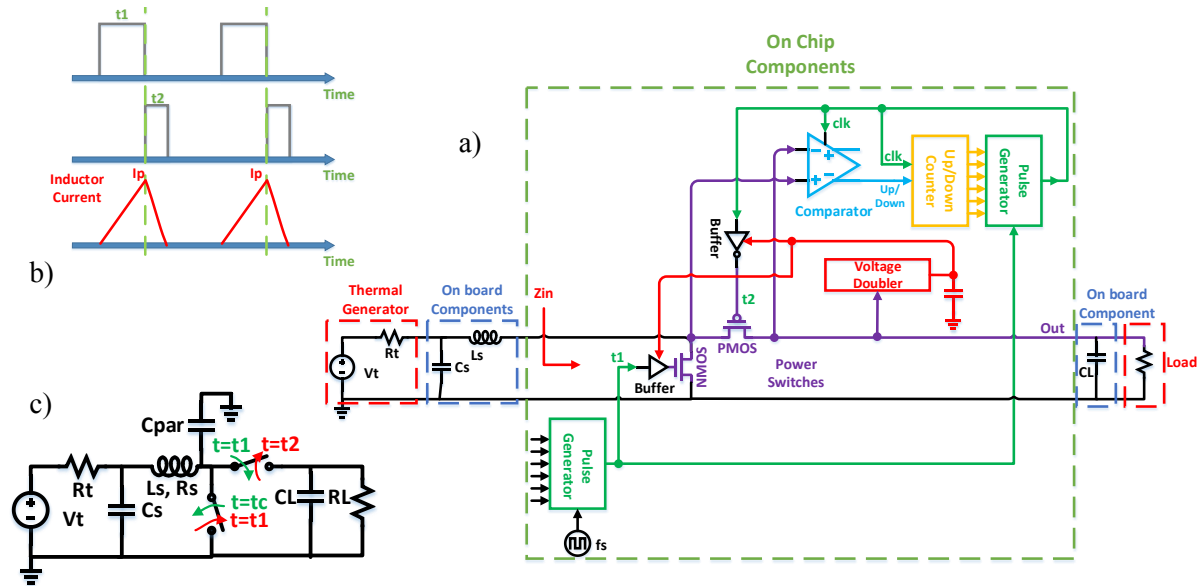 t1
Time
t2
Time
Inductor
Current
Ip
Ip
Time
b)
a)
On Chip
Components
clk
clk
Comparator
Up/
Down
Up/Down
Counter
Pulse
Generator
Buffer
t2
Voltage
Doubler
Thermal
Generator
On board
Components
Zin
Rt
Ls
Vt
Cs
t1
Buffer
NMOS
PMOS
Power
Switches
Out
On board
Component
CL
Load
Pulse
Generator
fs
c)
Cpar
t=t1
t=t2
Rt
Ls, Rs
Vt
Cs
t=tc
t=t1
CL
RL